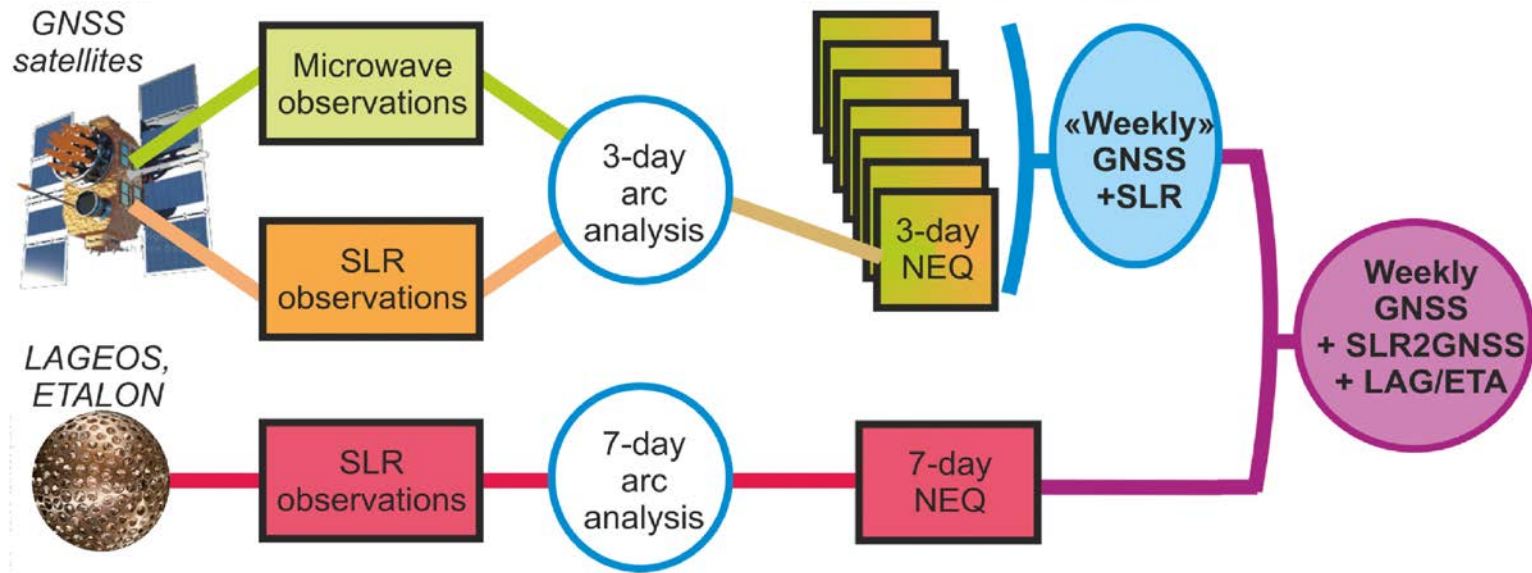 GNSS
satellites
Microwave
observations
SLR
observations
3-day
arc
analysis
3-day
NEQ
«Weekly»
GNSS
+SLR
LAGEOS,
ETALON
SLR
observations
7-day
arc
analysis
7-day
NEQ
Weekly
GNSS
+ SLR2GNSS
+ LAG/ETA